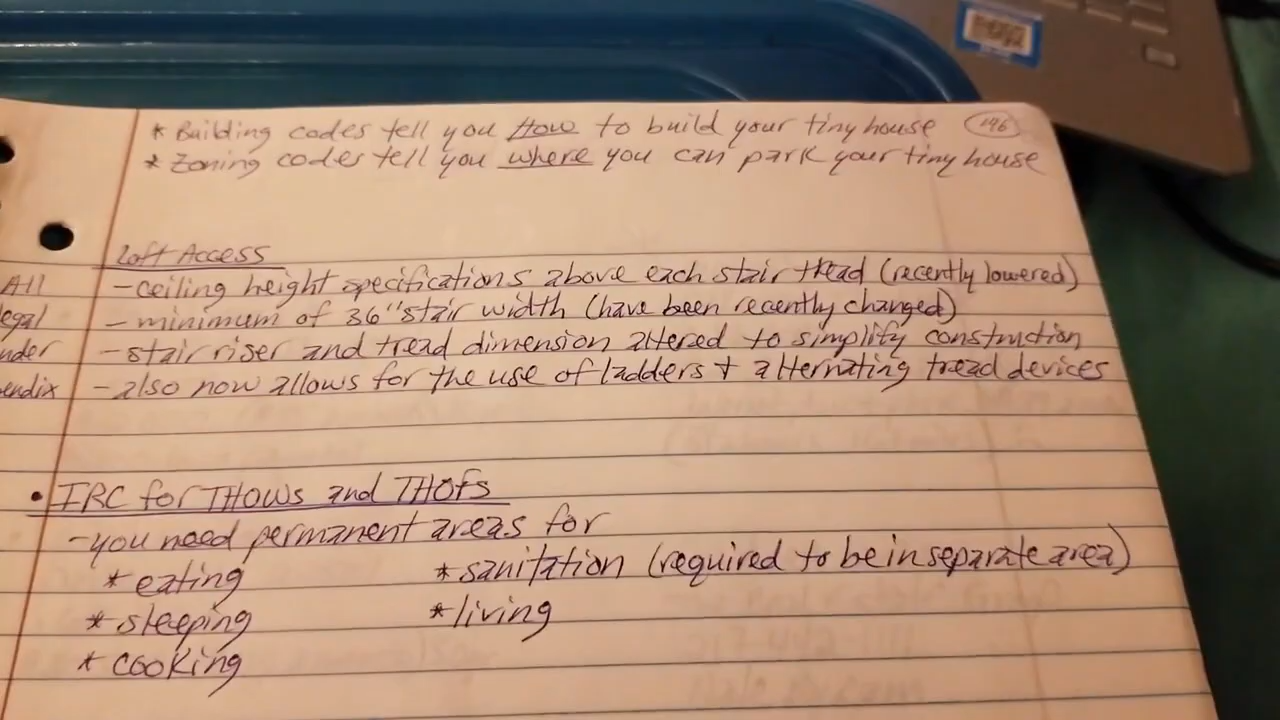 * Building codes tell you How to build your tiny house 146
* Zoning codes tell you where you can park your tiny house
Loft Access
All - ceiling height specifications above each stair tread (recently lowered)
egal - minimum of 36" stair width (have been recently changed)
nder - stair riser and tread dimension altered to simplify construction
endix - also now allows for the use of ladders + alternating tread devices
• IRC for THOWs and THOFs
- you need permanent areas for
* eating * sanitation (required to be in separate area)
* sleeping * living
* cooking